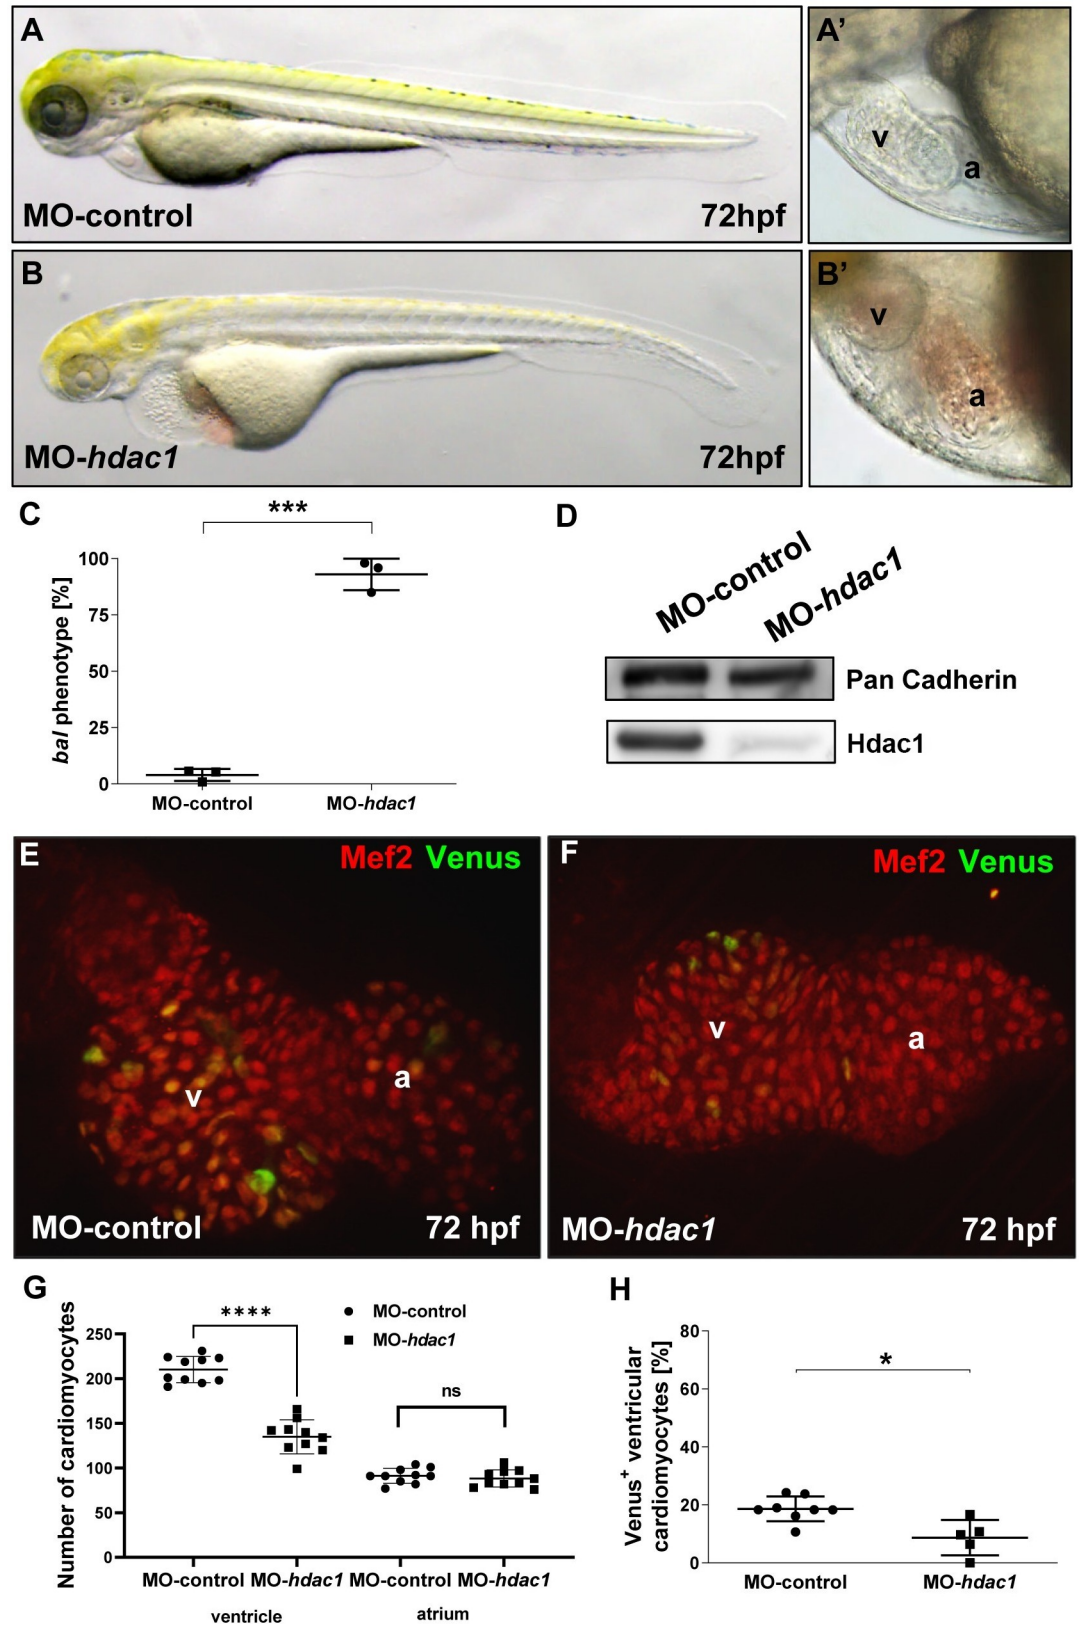 A
MO-control
72hpf
A’
v
a
B
MO-hdac1
72hpf
B’
v
a
C
***
100
75
50
25
0
bal phenotype [%]
MO-control
MO-hdac1
D
MO-control
MO-hdac1
Pan Cadherin
Hdac1
E
Mef2 Venus
v
a
MO-control
72 hpf
F
Mef2 Venus
v
a
MO-hdac1
72 hpf
G
****
MO-control
MO-hdac1
ns
250
200
150
100
50
0
Number of cardiomyocytes
MO-control MO-hdac1 MO-control MO-hdac1
ventricle
atrium
H
*
80
60
40
20
0
Venus+ ventricular
cardiomyocytes [%]
MO-control
MO-hdac1